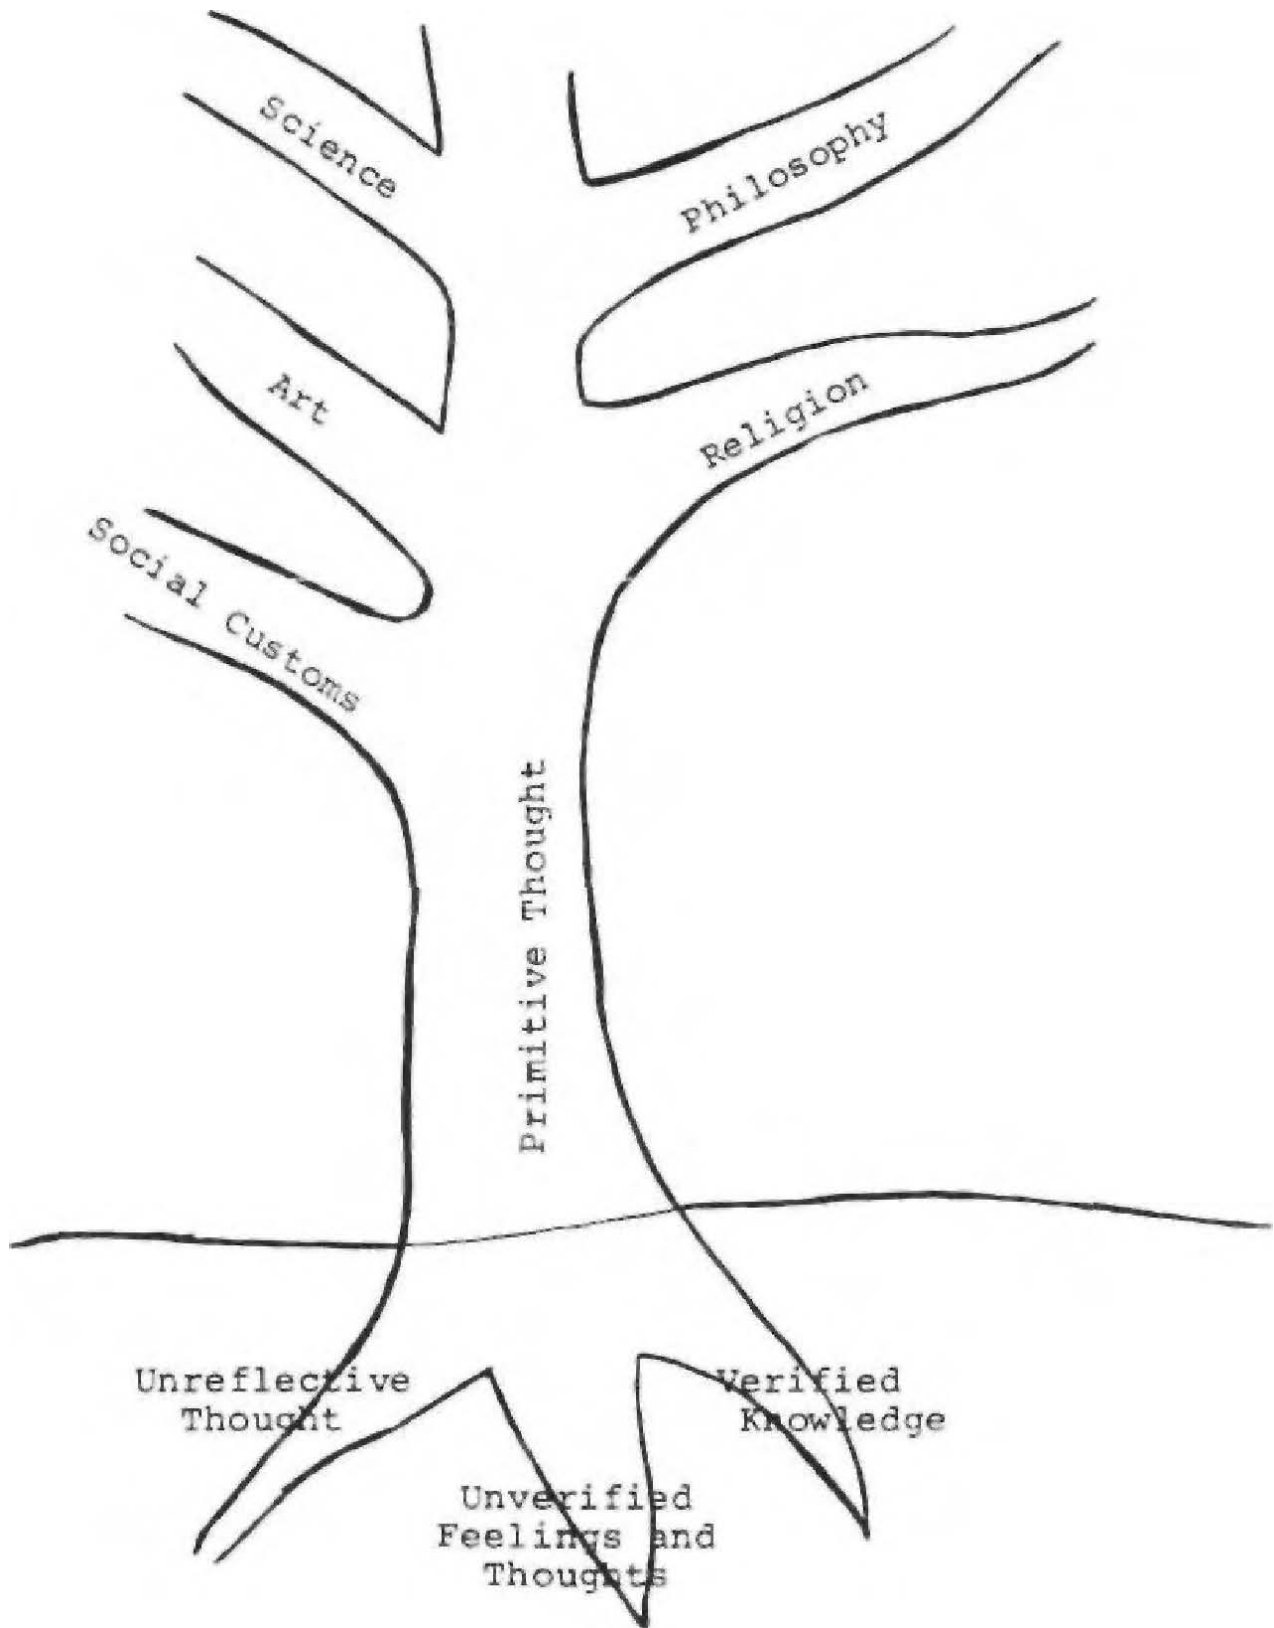 Science
Philosophy
Art
Religion
Social Customs
Primitive Thought
Unreflective
Thought
Verified
Knowledge
Unverified
Feelings and
Thoughts